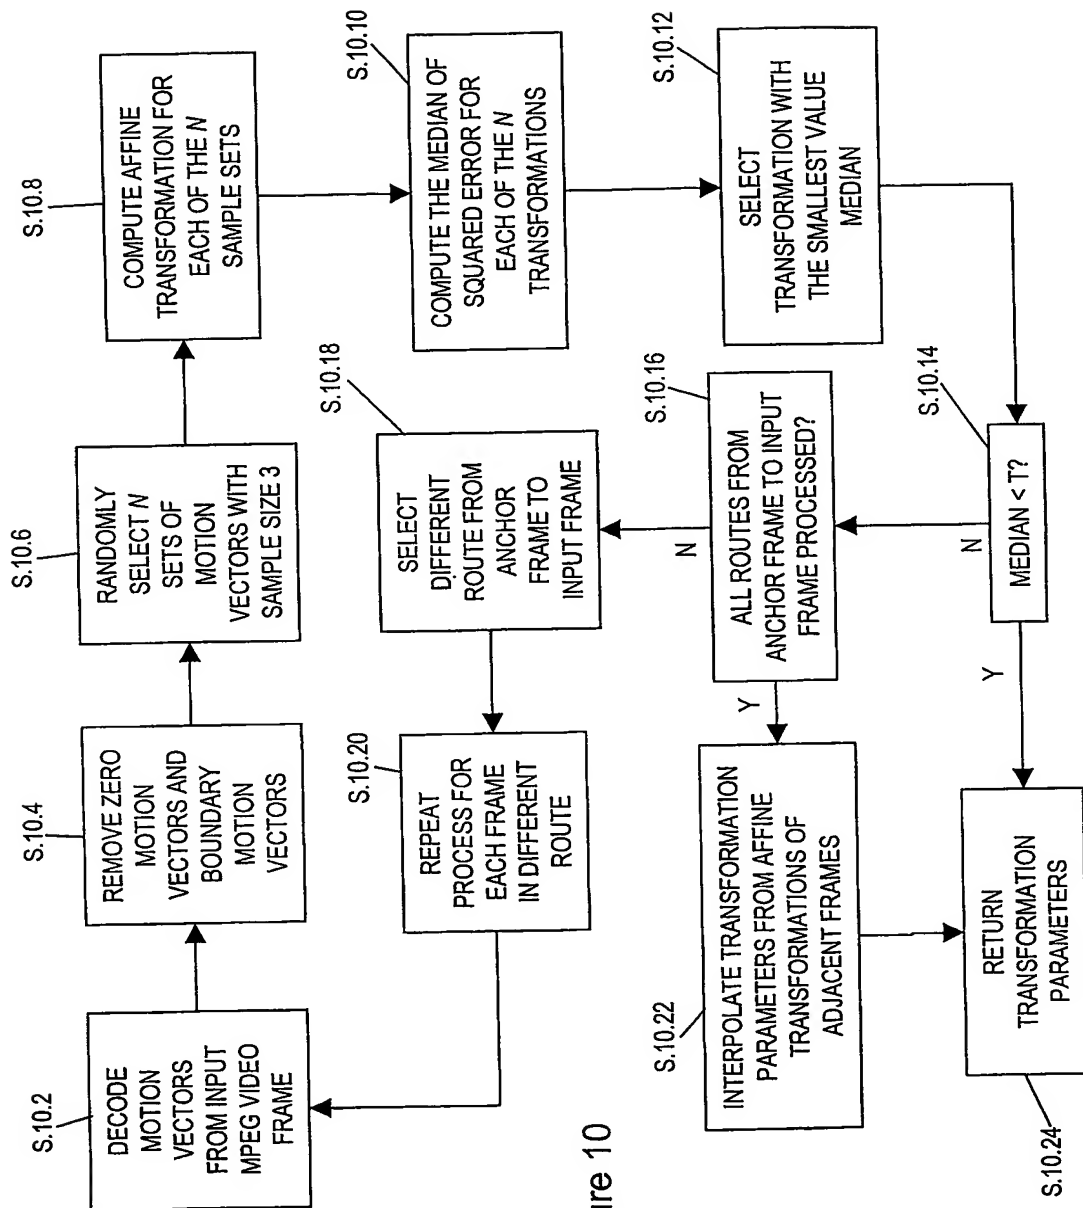 S.10.2
DECODE
MOTION
VECTORS
FROM INPUT
MPEG VIDEO
FRAME
S.10.4
REMOVE ZERO
MOTION
VECTORS AND
BOUNDARY
MOTION
VECTORS
S.10.6
RANDOMLY
SELECT N
SETS OF
MOTION
VECTORS WITH
SAMPLE SIZE 3
S.10.8
COMPUTE AFFINE
TRANSFORMATION FOR
EACH OF THE N
SAMPLE SETS
S.10.10
COMPUTE THE MEDIAN OF
SQUARED ERROR FOR
EACH OF THE N
TRANSFORMATIONS
S.10.12
SELECT
TRANSFORMATION WITH
THE SMALLEST VALUE
MEDIAN
S.10.14
MEDIAN < T?
N
Y
S.10.16
ALL ROUTES FROM
ANCHOR FRAME TO INPUT
FRAME PROCESSED?
N
Y
S.10.18
SELECT
DIFFERENT
ROUTE FROM
ANCHOR
FRAME TO
INPUT FRAME
S.10.20
REPEAT
PROCESS FOR
EACH FRAME
IN DIFFERENT
ROUTE
S.10.22
INTERPOLATE TRANSFORMATION
PARAMETERS FROM AFFINE
TRANSFORMATIONS OF
ADJACENT FRAMES
S.10.24
RETURN
TRANSFORMATION
PARAMETERS
ure 10